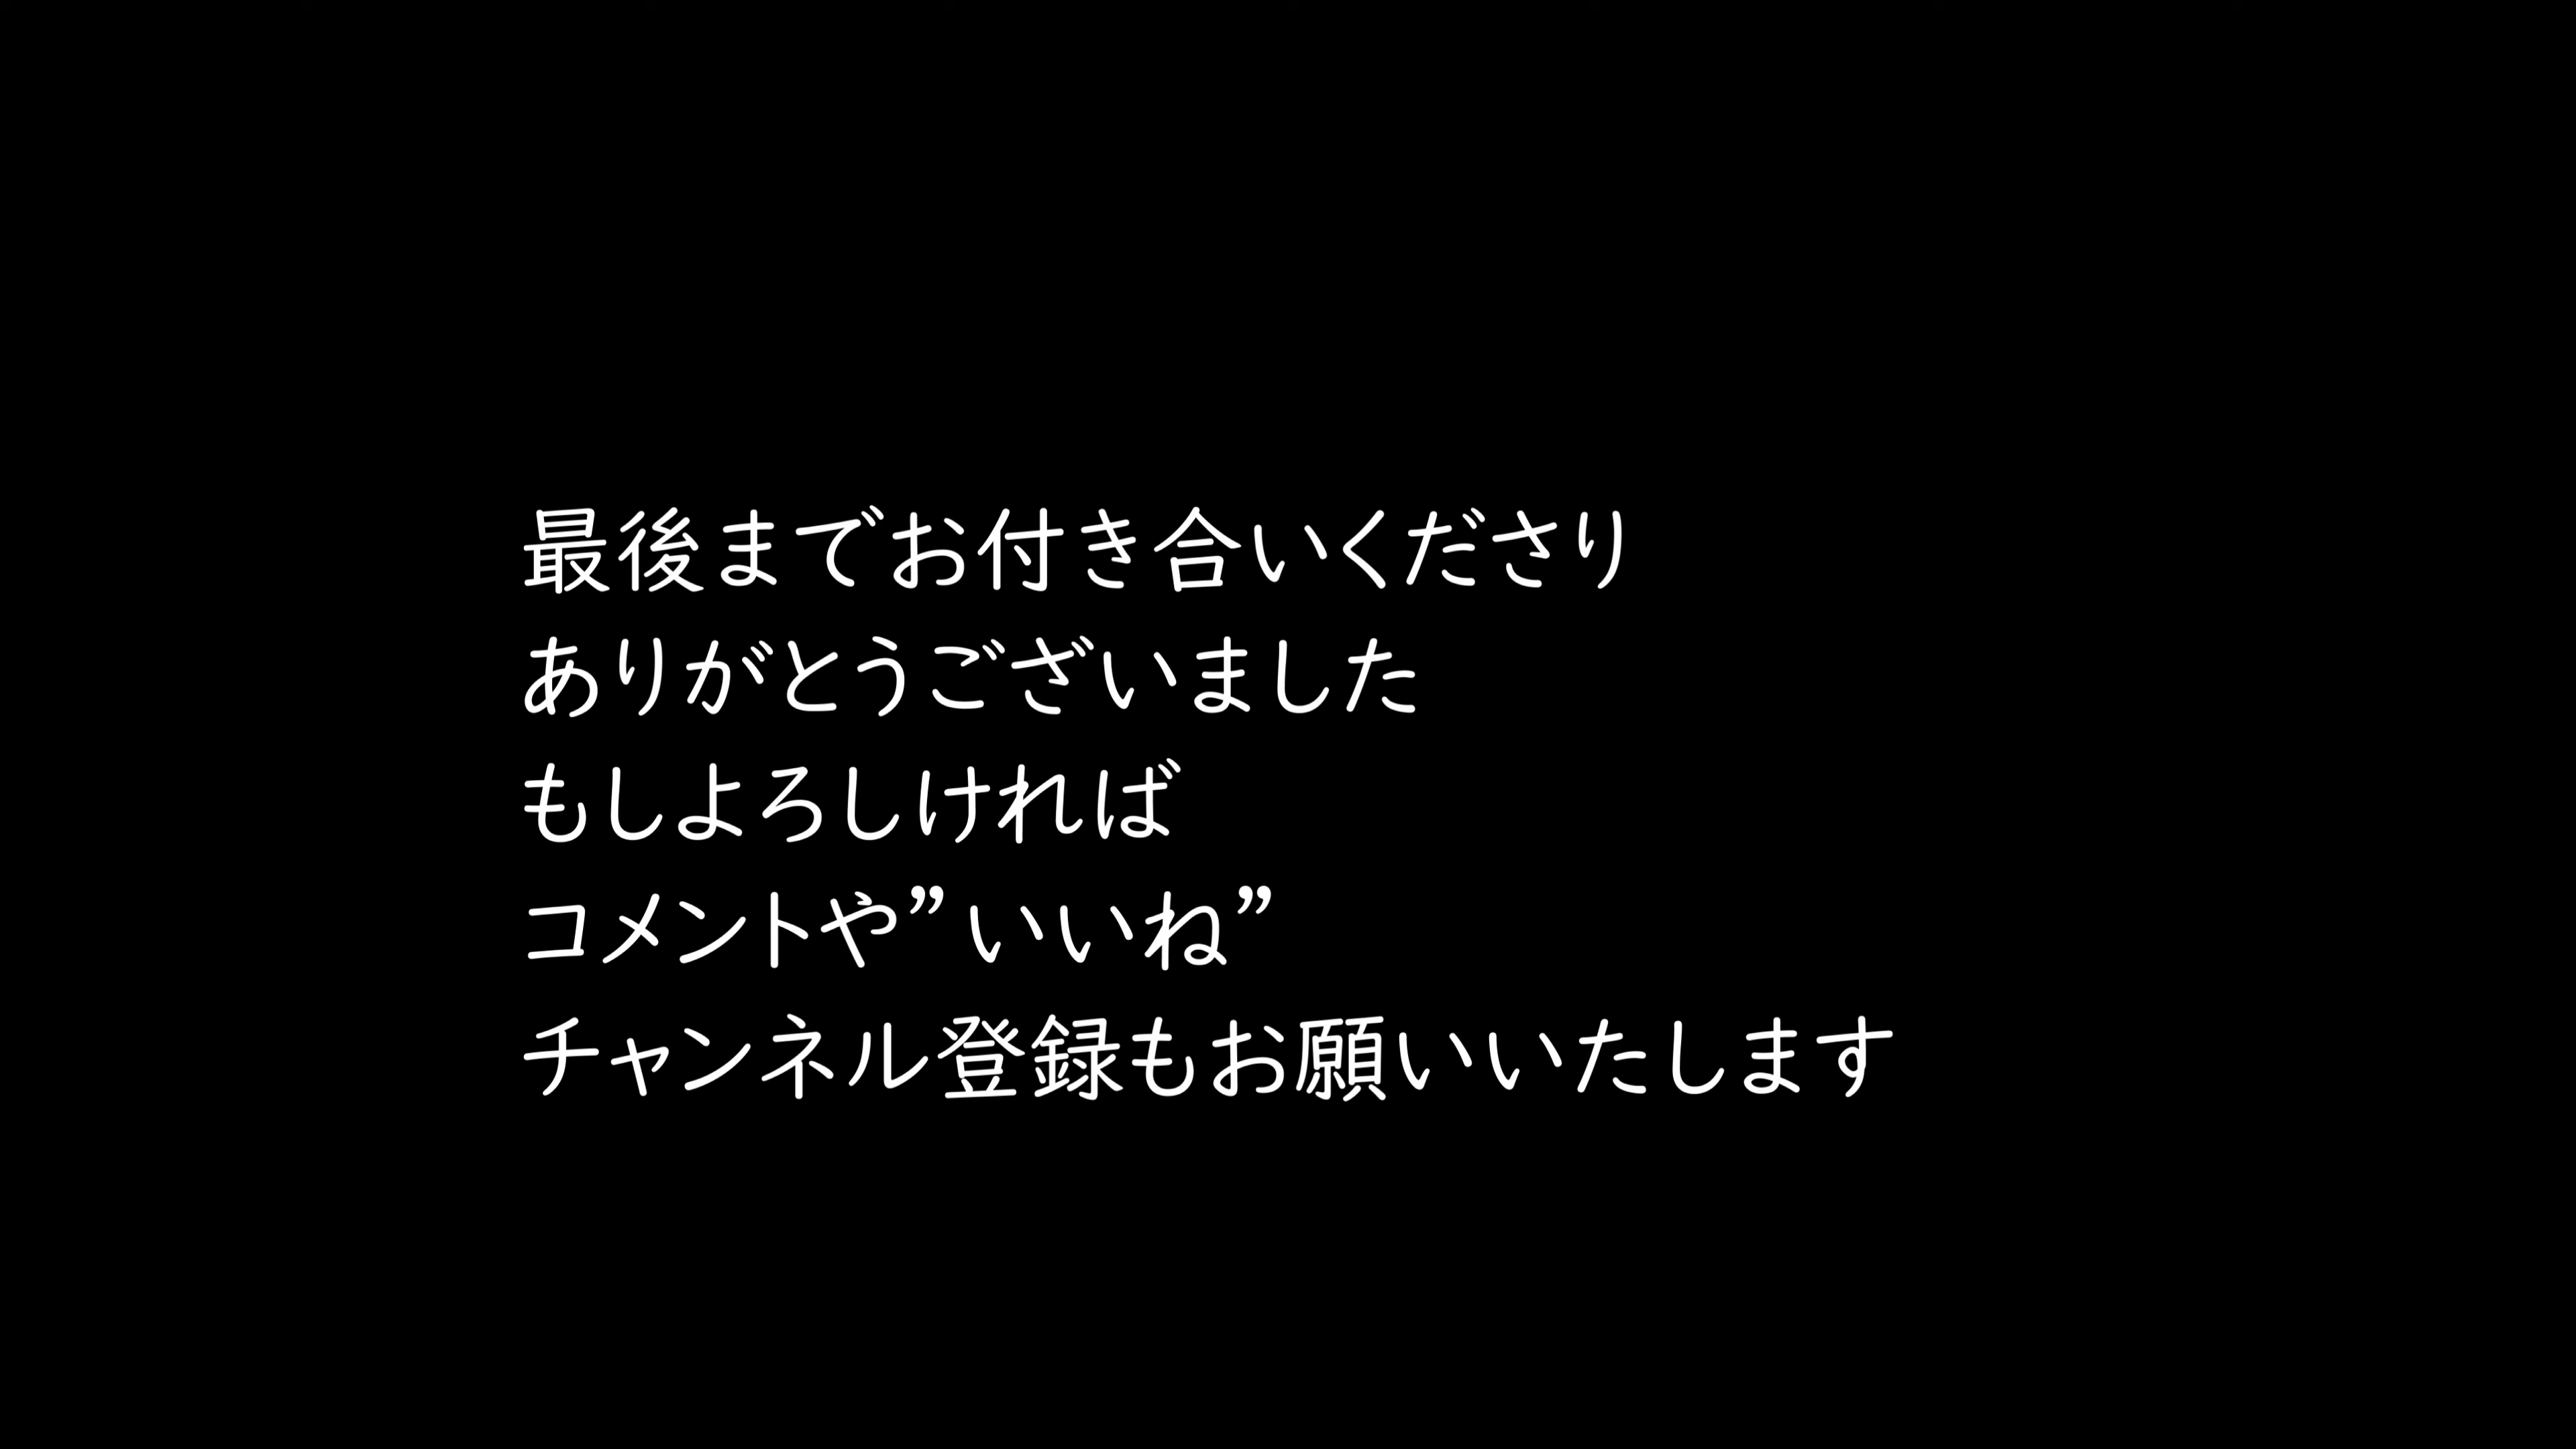 最後までお付き合いくださり
ありがとうございました
もしよろしければ
コメントや”いいね”
チャンネル登録もお願いいたします